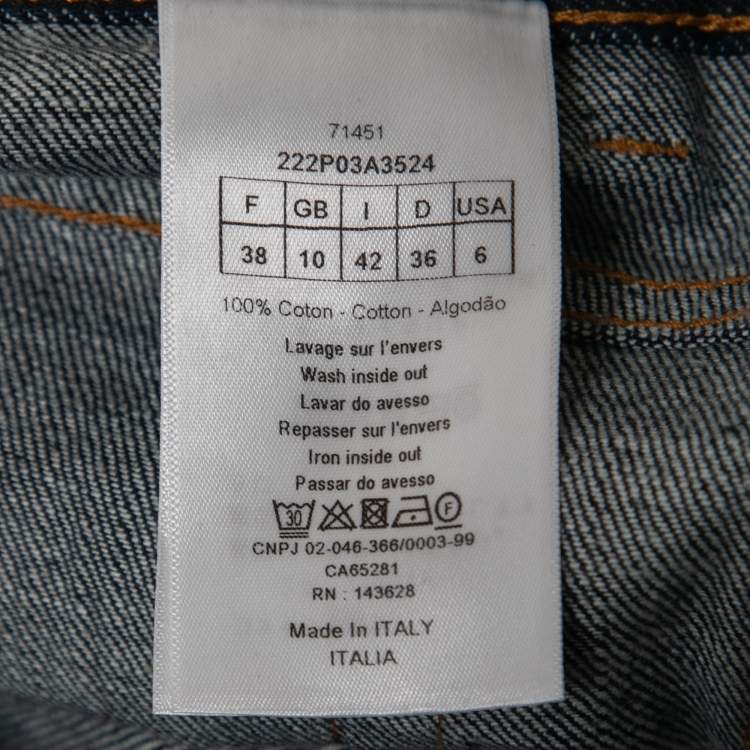 71451
222P03A3524
F GB I D USA
38 10 42 36 6
100% Coton - Cotton - Algodão
Lavage sur l'envers
Wash inside out
Lavar do avesso
Repasser sur l'envers
Iron inside out
Passar do avesso
30 F
CNPJ 02-046-366/0003-99
CA65281
RN : 143628
Made In ITALY
ITALIA